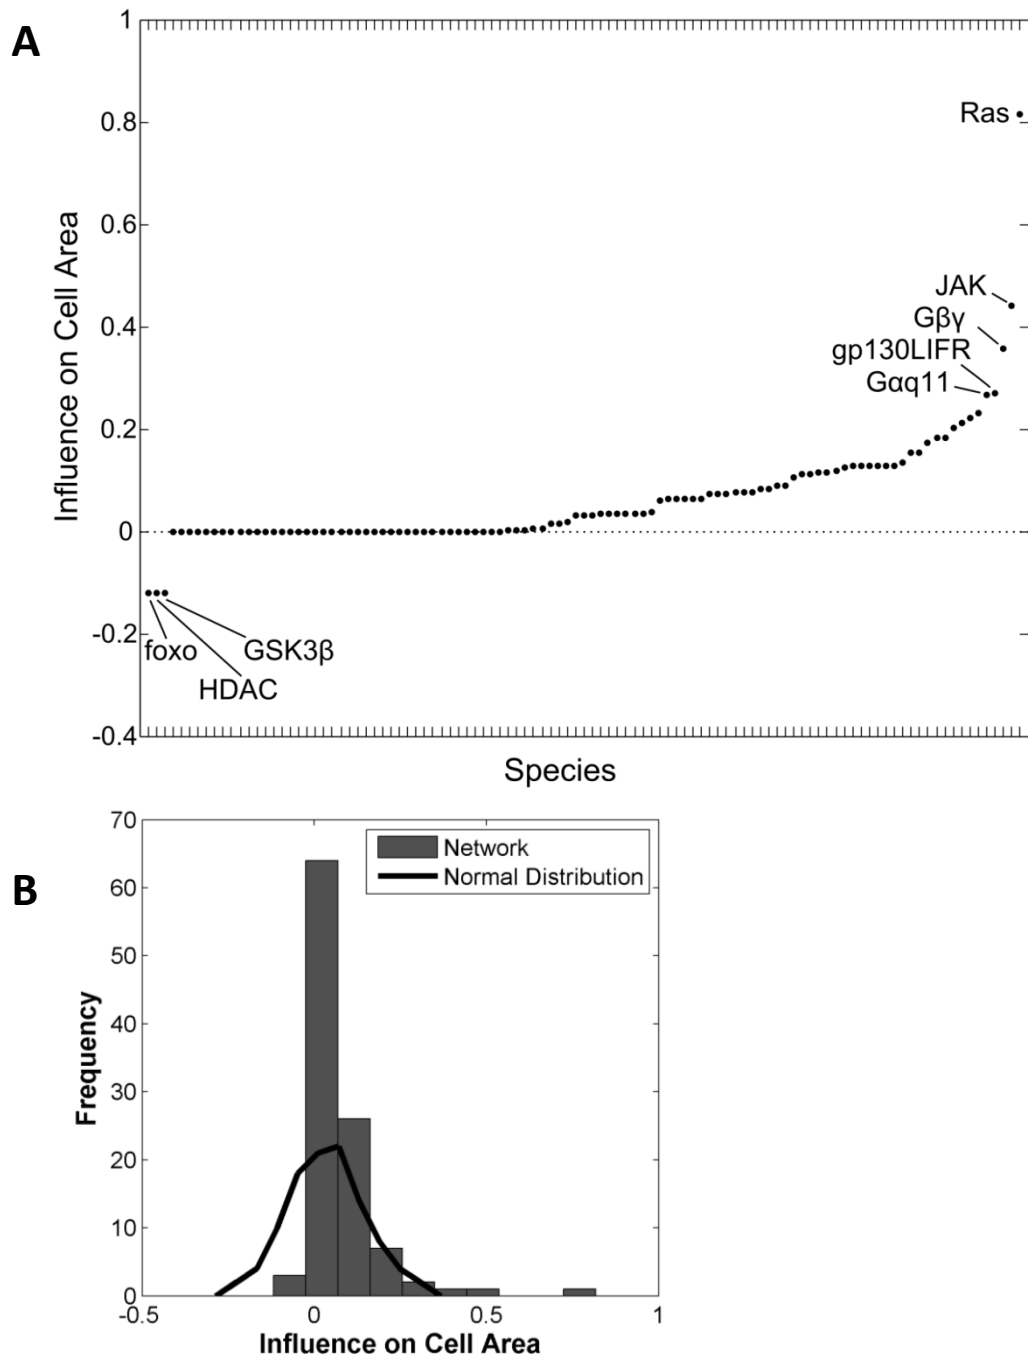 A
1
0.8
0.6
0.4
0.2
0
-0.2
-0.4
Influence on Cell Area
Ras
JAK
Gβγ
gp130LIFR
Gαq11
foxo
GSK3β
HDAC
Species
B
70
60
50
40
30
20
10
0
Frequency
Network
Normal Distribution
-0.5
0
0.5
1
Influence on Cell Area